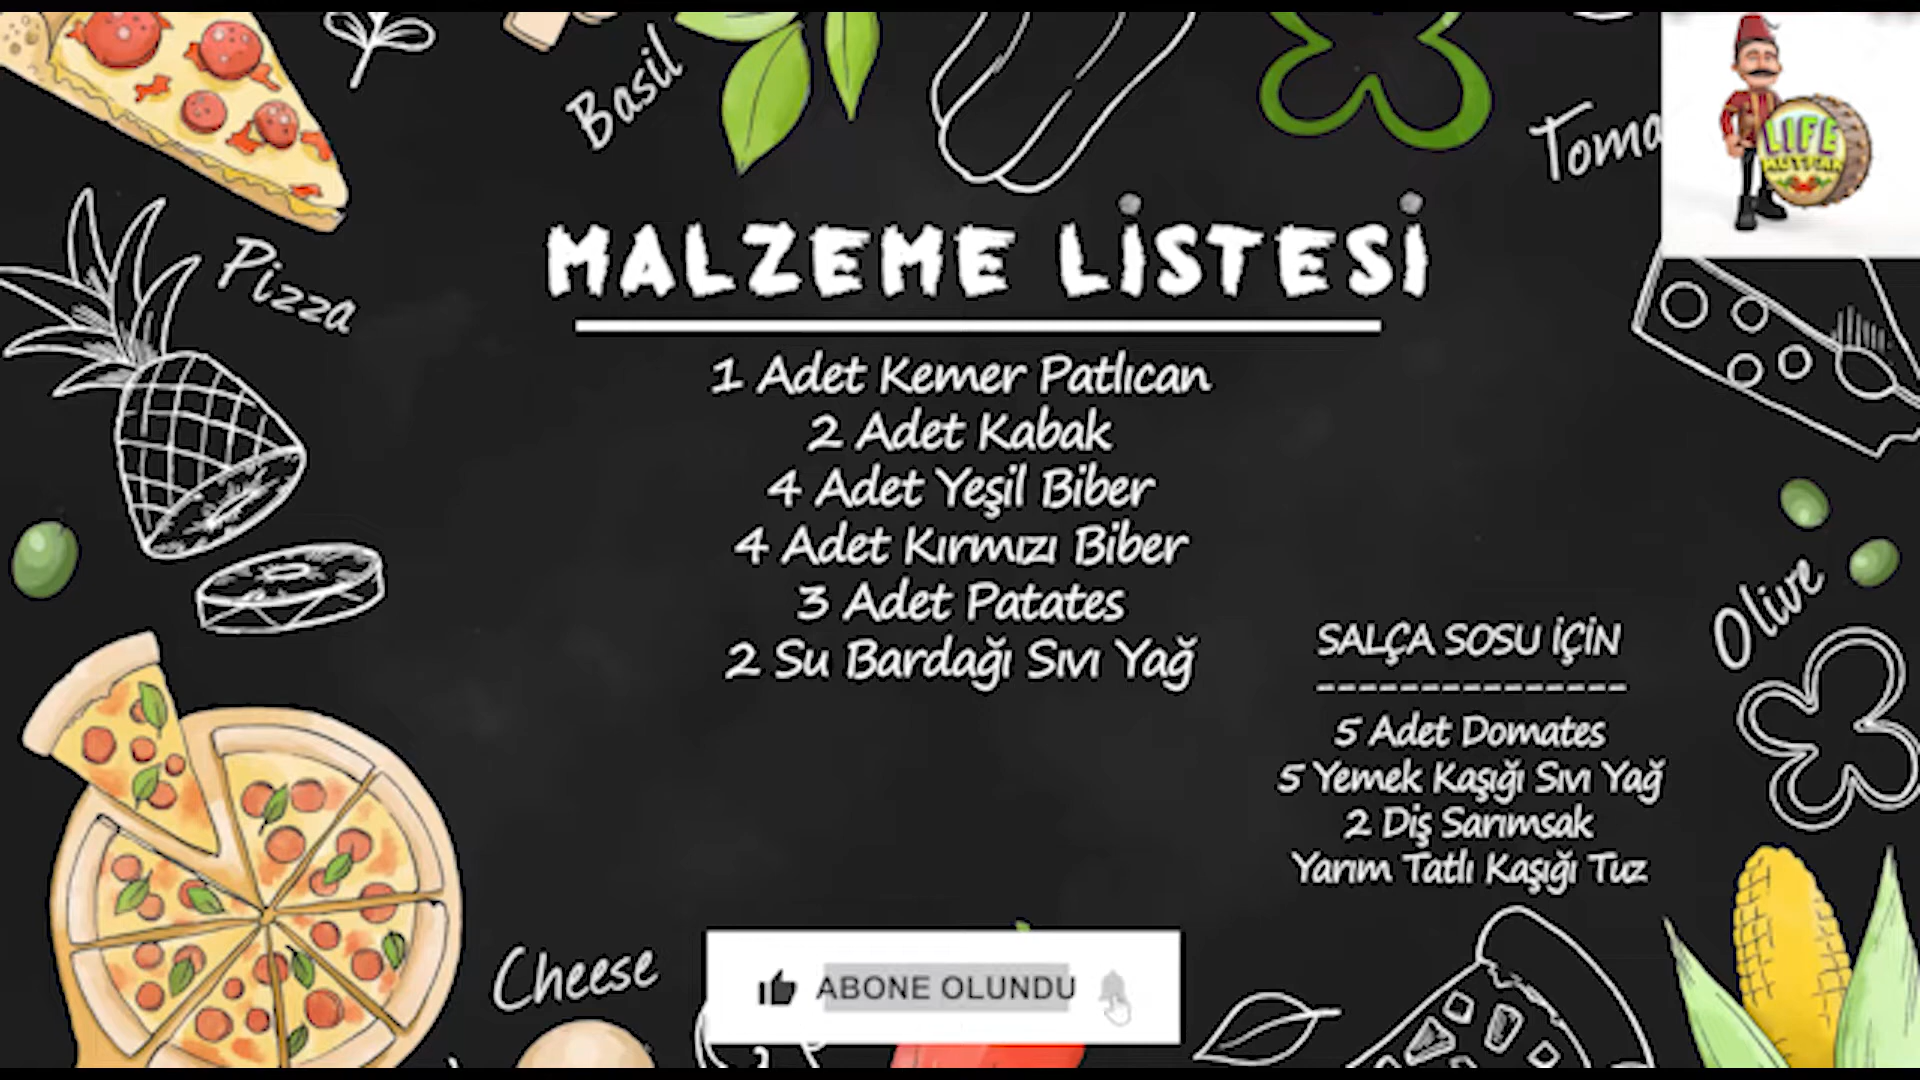 Basil
Toma
LIFE
MUTFAK
Pizza
MALZEME LİSTESİ
1 Adet Kemer Patlıcan
2 Adet Kabak
4 Adet Yeşil Biber
4 Adet Kırmızı Biber
3 Adet Patates
2 Su Bardağı Sıvı Yağ
Olive
SALÇA SOSU İÇİN
---------------
5 Adet Domates
5 Yemek Kaşığı Sıvı Yağ
2 Diş Sarımsak
Yarım Tatlı Kaşığı Tuz
Cheese
ABONE OLUNDU